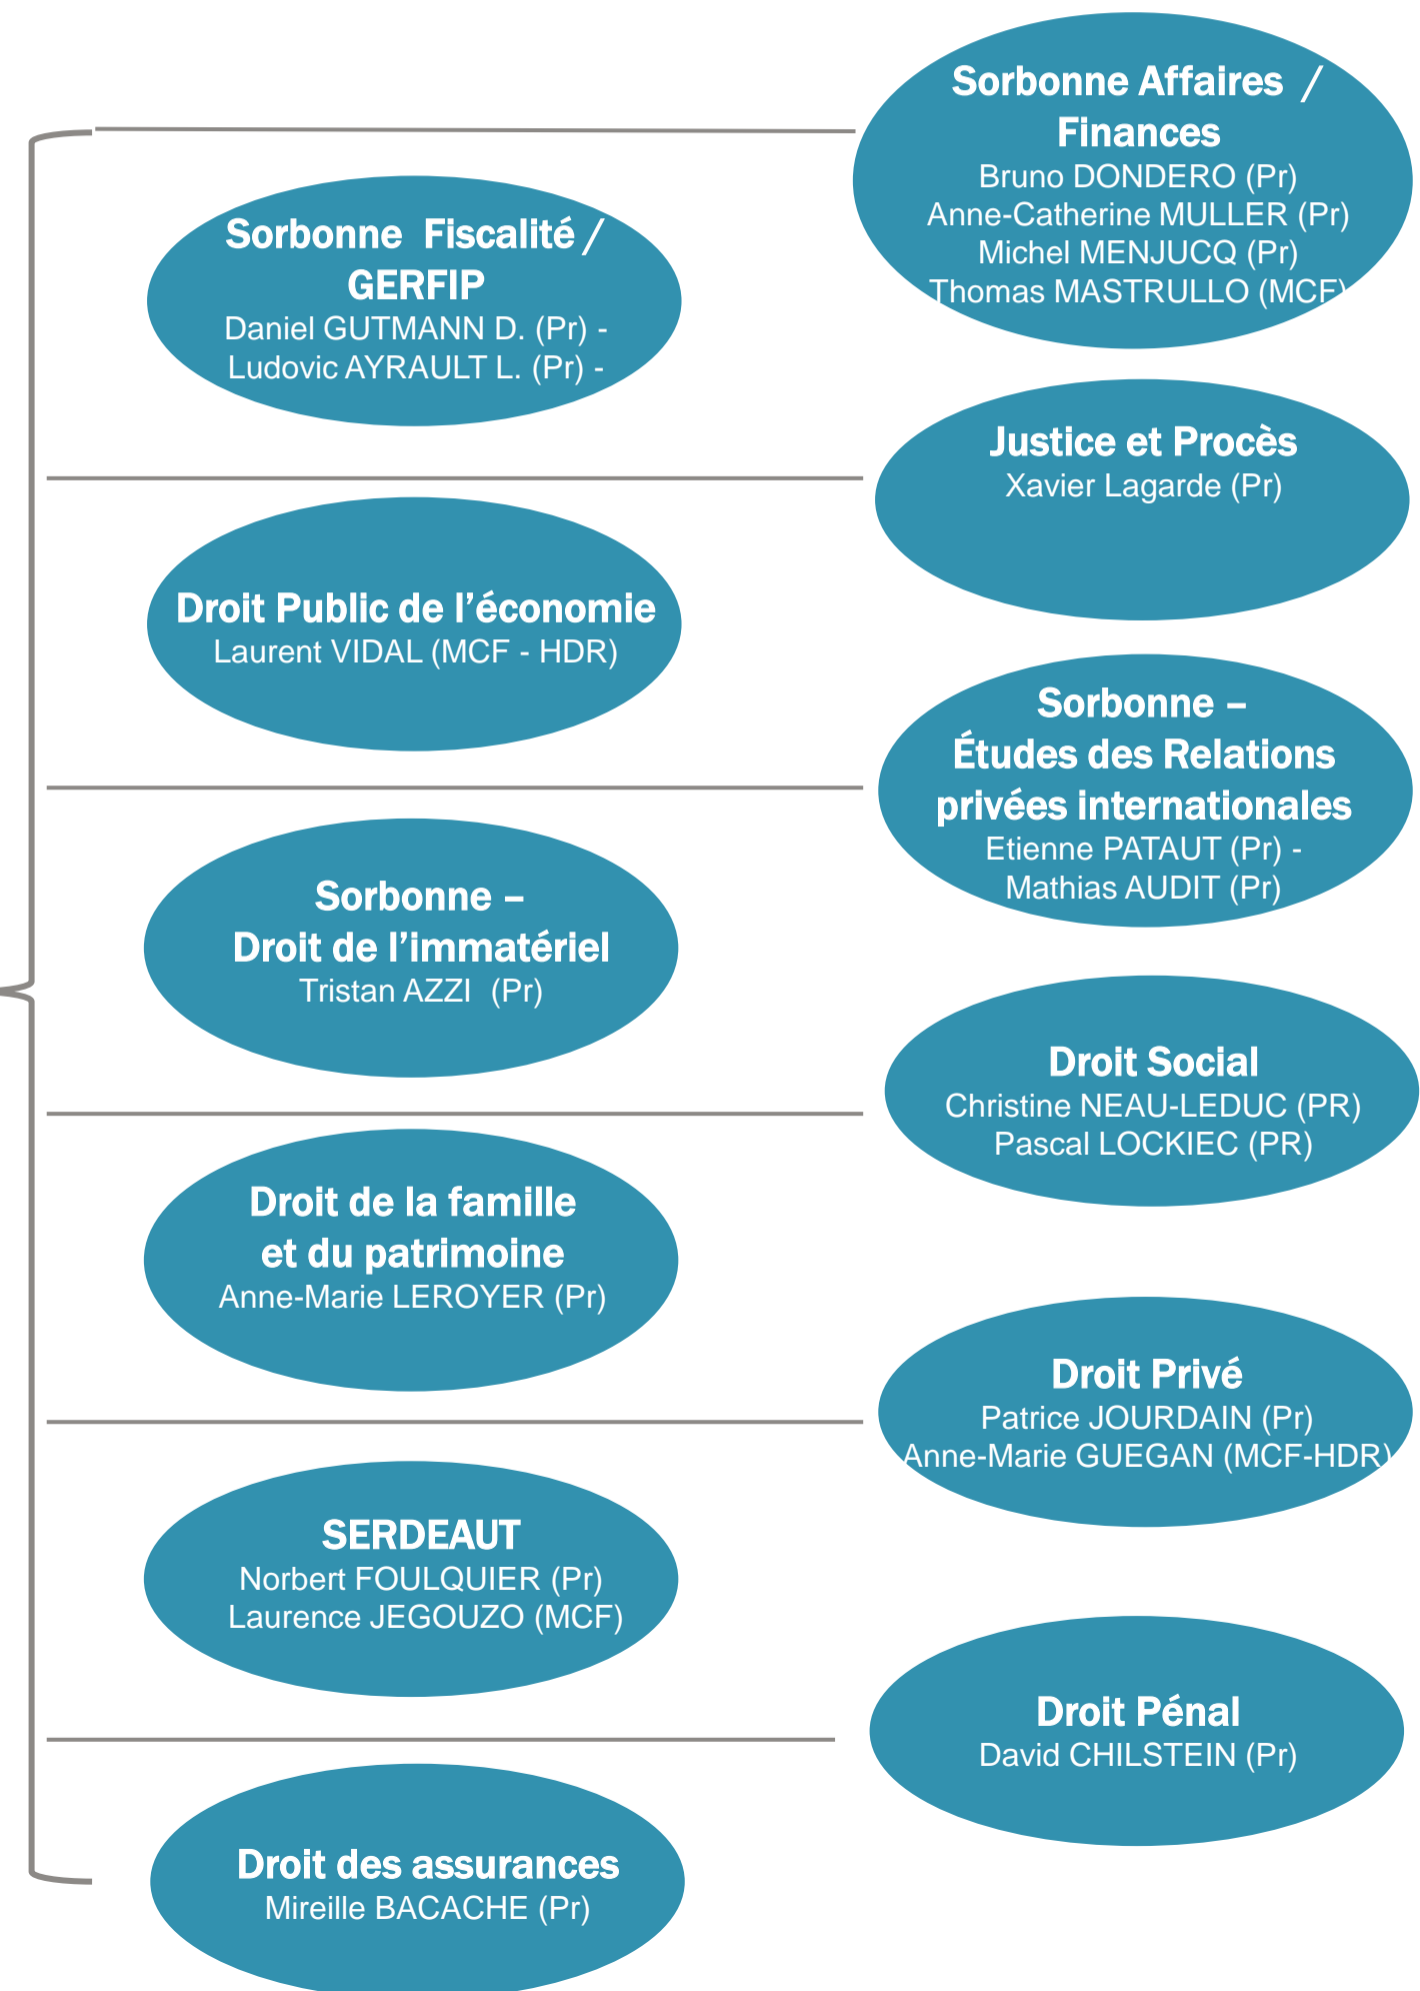 Sorbonne Affaires /
Finances
Bruno DONDERO (Pr)
Anne-Catherine MULLER (Pr)
Michel MENJUCQ (Pr)
Thomas MASTRULLO (MCF)
Sorbonne Fiscalité /
GERFIP
Daniel GUTMANN D. (Pr) -
Ludovic AYRAULT L. (Pr) -
Justice et Procès
Xavier Lagarde (Pr)
Droit Public de l’économie
Laurent VIDAL (MCF - HDR)
Sorbonne –
Études des Relations
privées internationales
Etienne PATAUT (Pr) -
Mathias AUDIT (Pr)
Sorbonne –
Droit de l’immatériel
Tristan AZZI (Pr)
Droit Social
Christine NEAU-LEDUC (PR)
Pascal LOCKIEC (PR)
Droit de la famille
et du patrimoine
Anne-Marie LEROYER (Pr)
Droit Privé
Patrice JOURDAIN (Pr)
Anne-Marie GUEGAN (MCF-HDR)
SERDEAUT
Norbert FOULQUIER (Pr)
Laurence JEGOUZO (MCF)
Droit Pénal
David CHILSTEIN (Pr)
Droit des assurances
Mireille BACACHE (Pr)